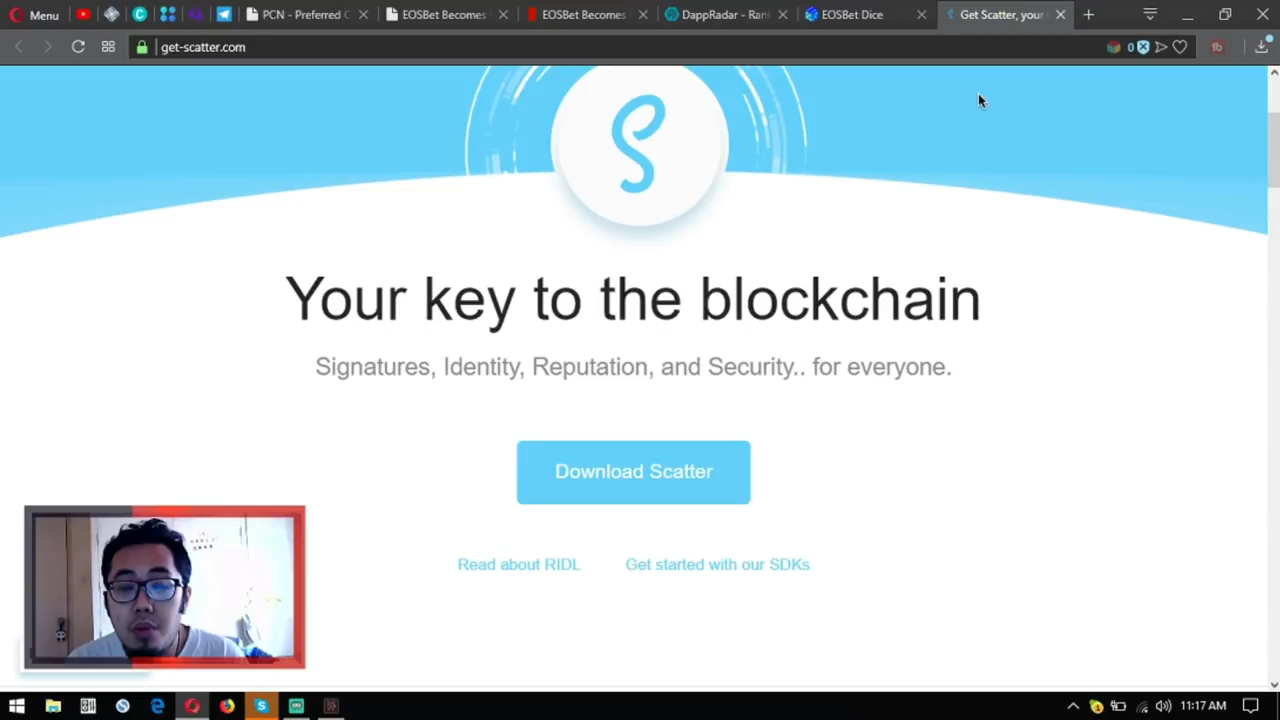 Menu
PCN - Preferred C
EOSBet Becomes
EOSBet Becomes
DappRadar - Ran
EOSBet Dice
Get Scatter, your
get-scatter.com
0
S
Your key to the blockchain
Signatures, Identity, Reputation, and Security.. for everyone.
Download Scatter
Read about RIDL
Get started with our SDKs
11:17 AM